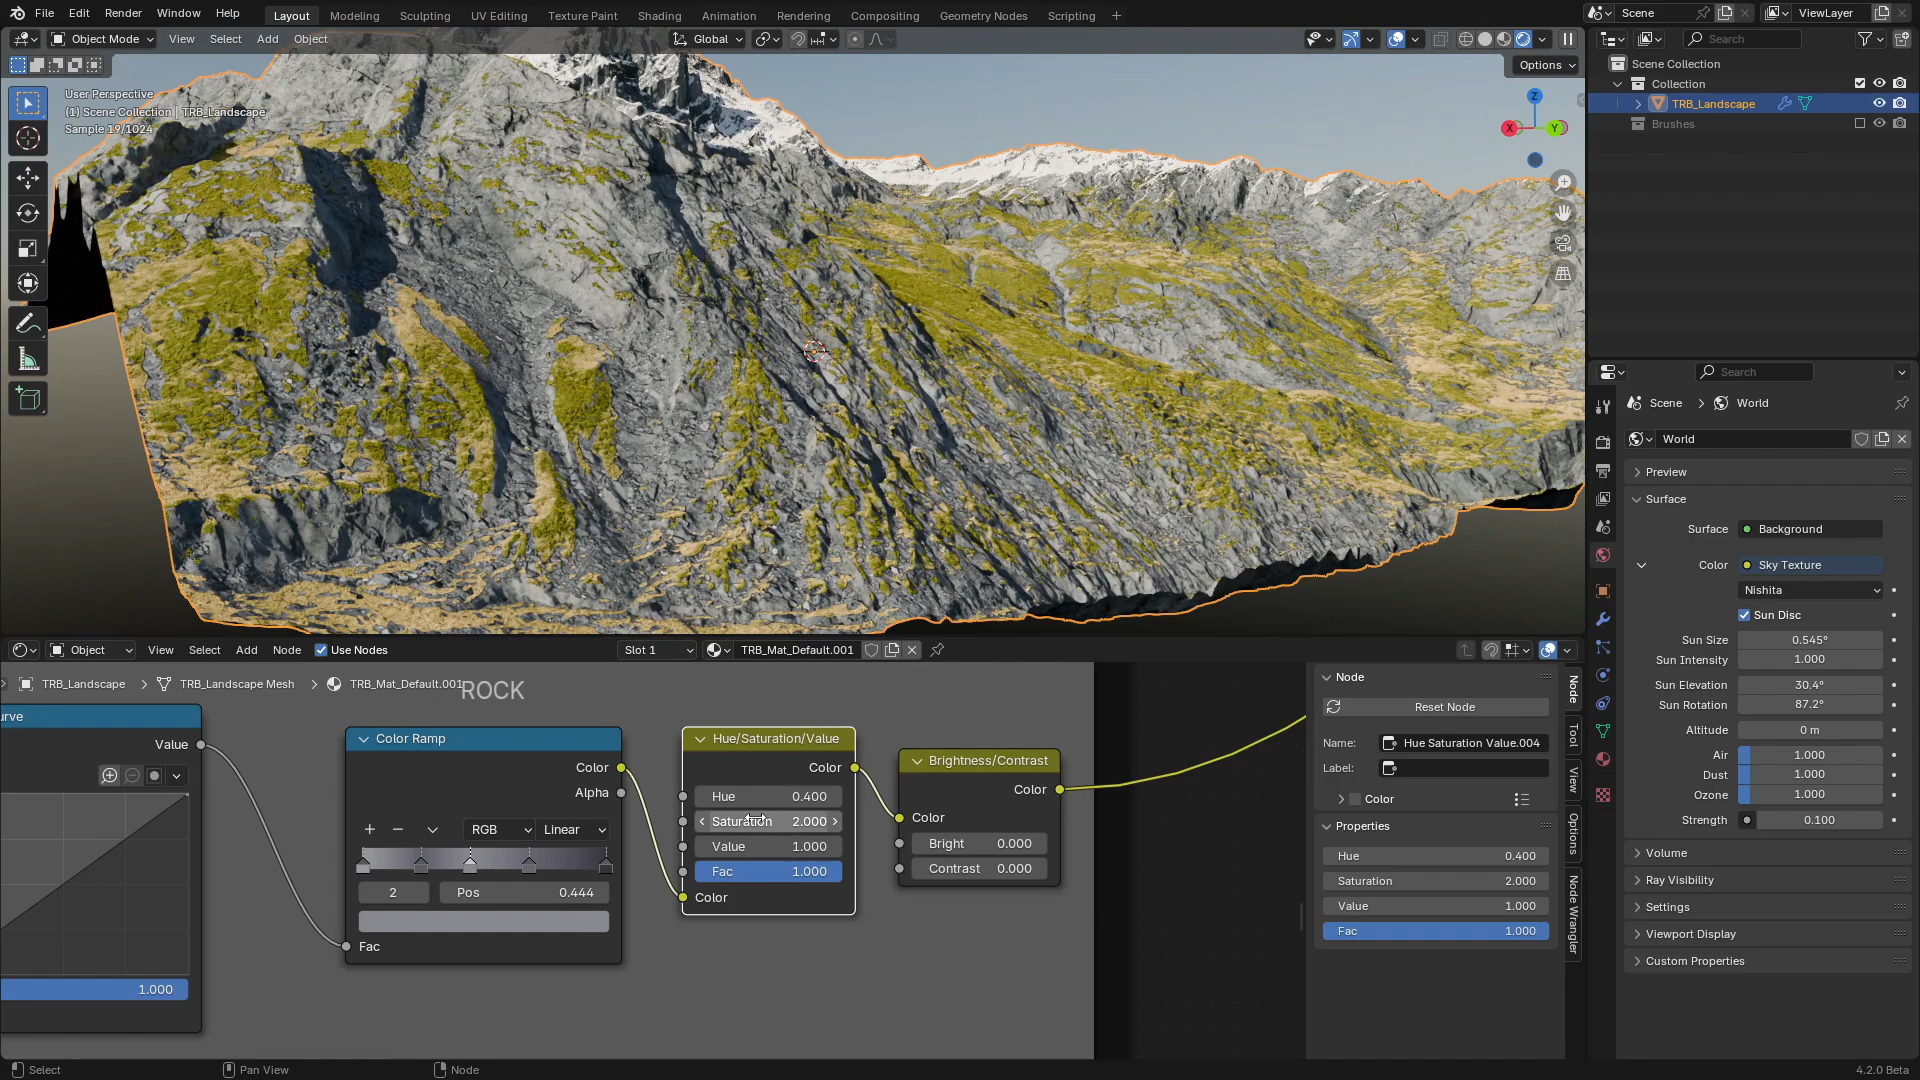 File Edit Render Window Help Layout Modeling Sculpting UV Editing Texture Paint Shading Animation Rendering Compositing Geometry Nodes Scripting + Scene ViewLayer
Object Mode View Select Add Object Global Search
Options
User Perspective
(1) Scene Collection | TRB_Landscape
Sample 19/1024
Z
X Y
Scene Collection
Collection
TRB_Landscape
Brushes
Search
Scene > World
World
Preview
Surface
Surface Background
Color Sky Texture
Nishita
Sun Disc
Sun Size 0.545°
Sun Intensity 1.000
Sun Elevation 30.4°
Sun Rotation 87.2°
Altitude 0 m
Air 1.000
Dust 1.000
Ozone 1.000
Strength 0.100
Volume
Ray Visibility
Settings
Viewport Display
Custom Properties
Object View Select Add Node Use Nodes Slot 1 TRB_Mat_Default.001
TRB_Landscape > TRB_Landscape Mesh > TRB_Mat_Default.001
ROCK
urve
Value
1.000
Color Ramp
Color
Alpha
RGB Linear
2 Pos 0.444
Fac
Hue/Saturation/Value
Color
Hue 0.400
Saturation 2.000
Value 1.000
Fac 1.000
Color
Brightness/Contrast
Color
Color
Bright 0.000
Contrast 0.000
Node
Reset Node
Name: Hue Saturation Value.004
Label:
Color
Properties
Hue 0.400
Saturation 2.000
Value 1.000
Fac 1.000
Node
Tool
View
Options
Node Wrangler
Select Pan View Node 4.2.0 Beta